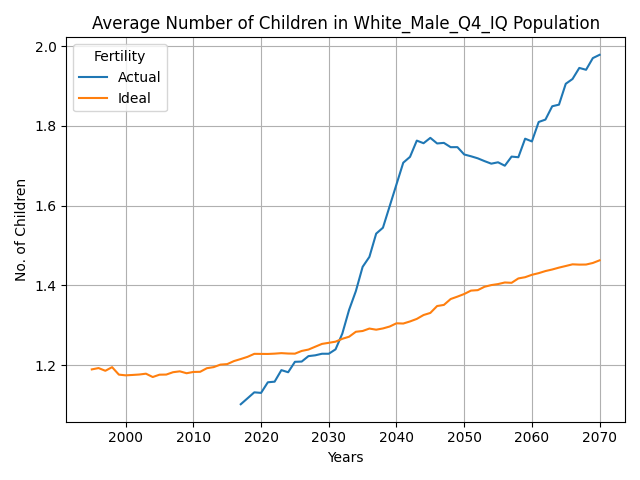 Average Number of Children in White_Male_Q4_IQ Population
Fertility
Actual
Ideal
No. of Children
2.0
1.8
1.6
1.4
1.2
2000 2010 2020 2030 2040 2050 2060 2070
Years